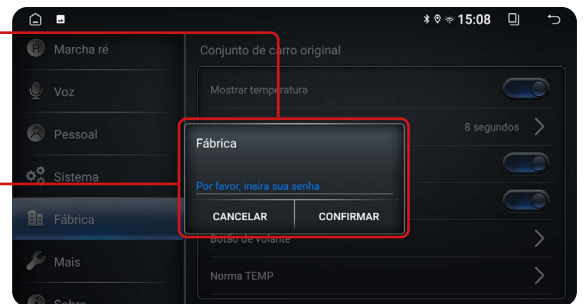 15:08
Marcha ré
Voz
Pessoal
Sistema
Fábrica
Mais
Sobre
Conjunto de carro original
Mostrar temperatura
8 segundos
Fábrica
Por favor, insira sua senha
CANCELAR CONFIRMAR
Botão de volante
Norma TEMP